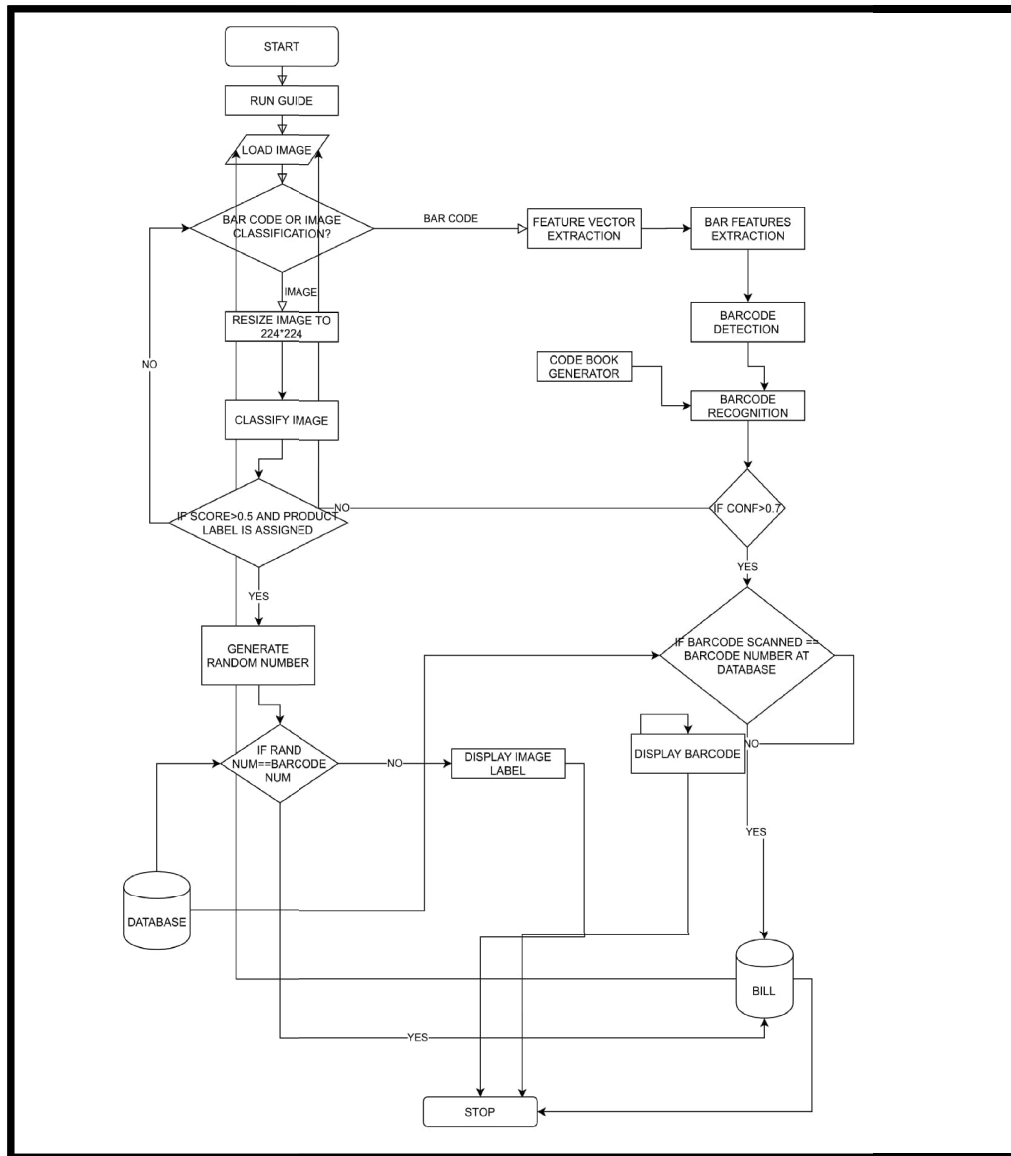 START
RUN GUIDE
LOAD IMAGE
BAR CODE OR IMAGE
CLASSIFICATION?
BAR CODE
FEATURE VECTOR
EXTRACTION
BAR FEATURES
EXTRACTION
IMAGE
RESIZE IMAGE TO
224*224
BARCODE
DETECTION
NO
CODE BOOK
GENERATOR
BARCODE
RECOGNITION
CLASSIFY IMAGE
IF SCORE>0.5 AND PRODUCT
LABEL IS ASSIGNED
NO
IF CONF>0.7
YES
YES
GENERATE
RANDOM NUMBER
IF BARCODE SCANNED ==
BARCODE NUMBER AT
DATABASE
IF RAND
NUM==BARCODE
NUM
NO
DISPLAY IMAGE
LABEL
DISPLAY BARCODE
NO
YES
DATABASE
BILL
YES
STOP